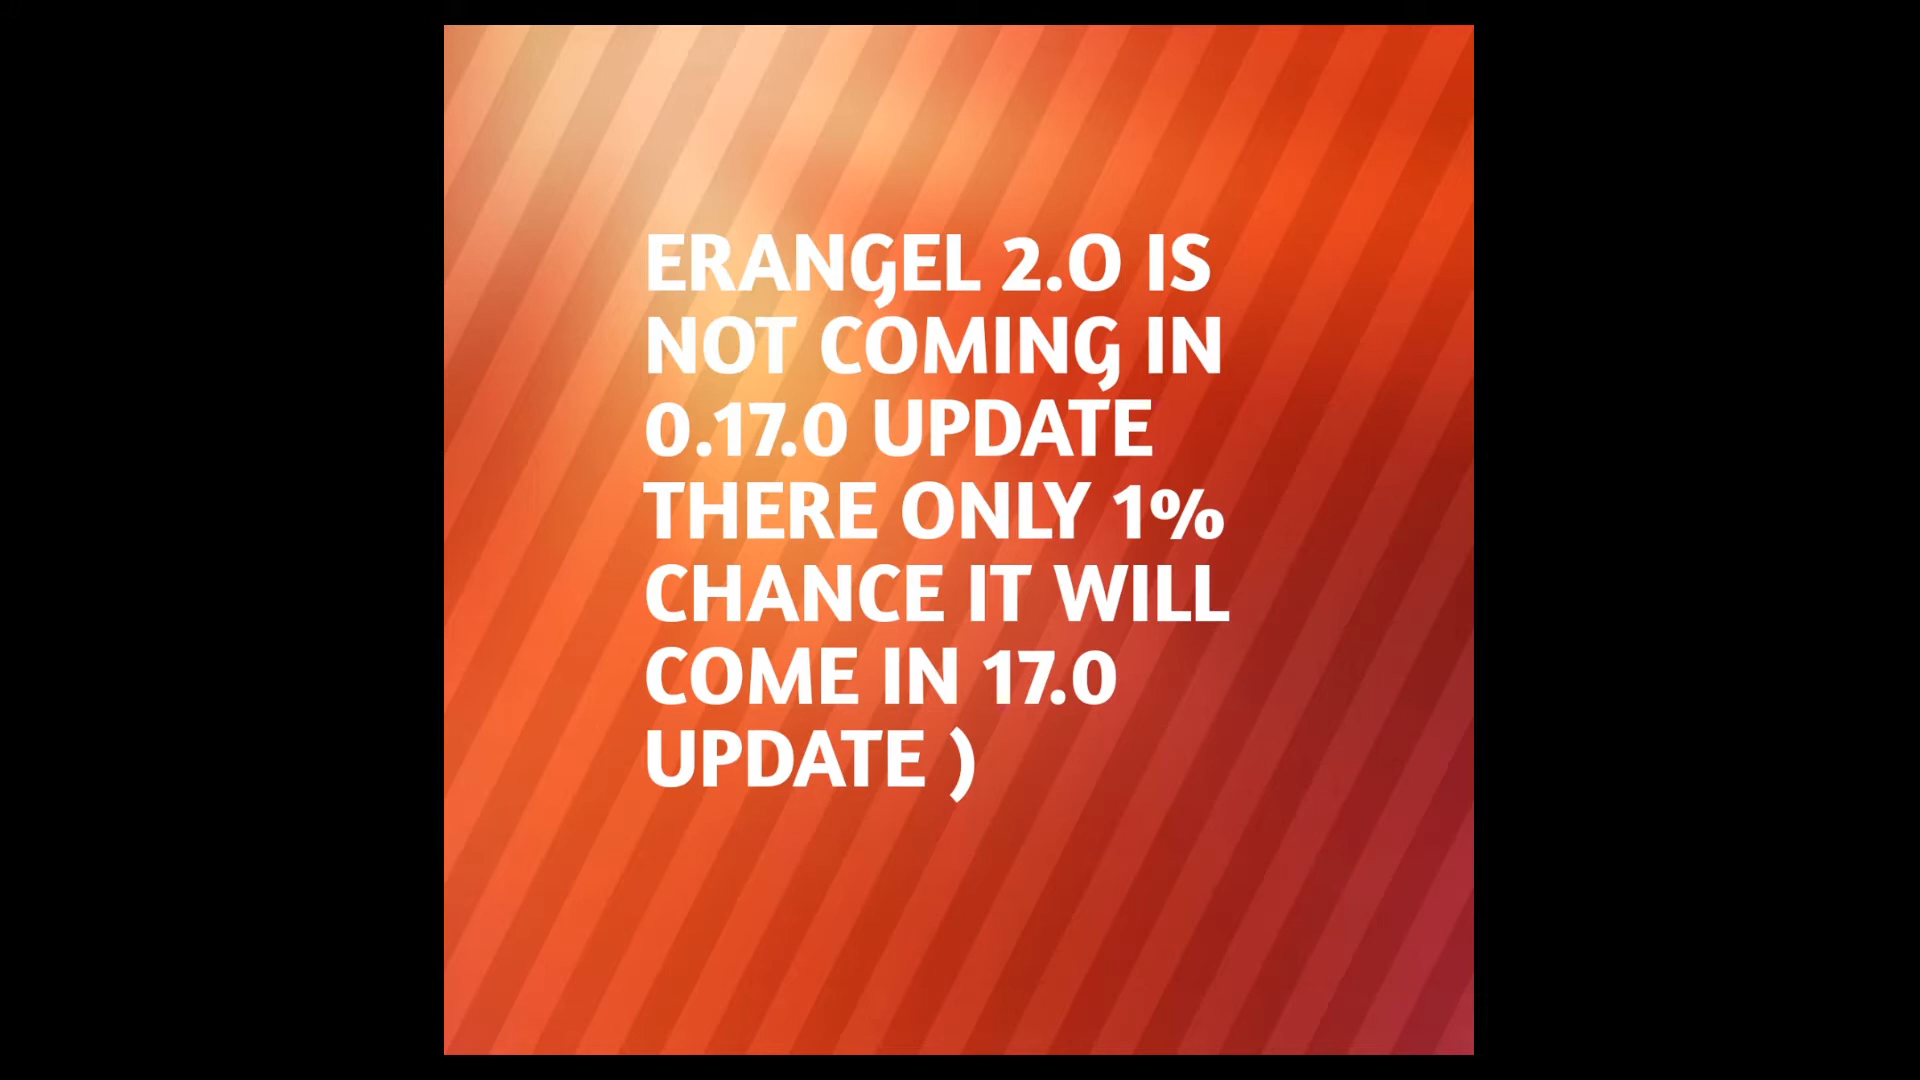 ERANGEL 2.O IS
NOT COMING IN
0.17.0 UPDATE
THERE ONLY 1%
CHANCE IT WILL
COME IN 17.0
UPDATE )